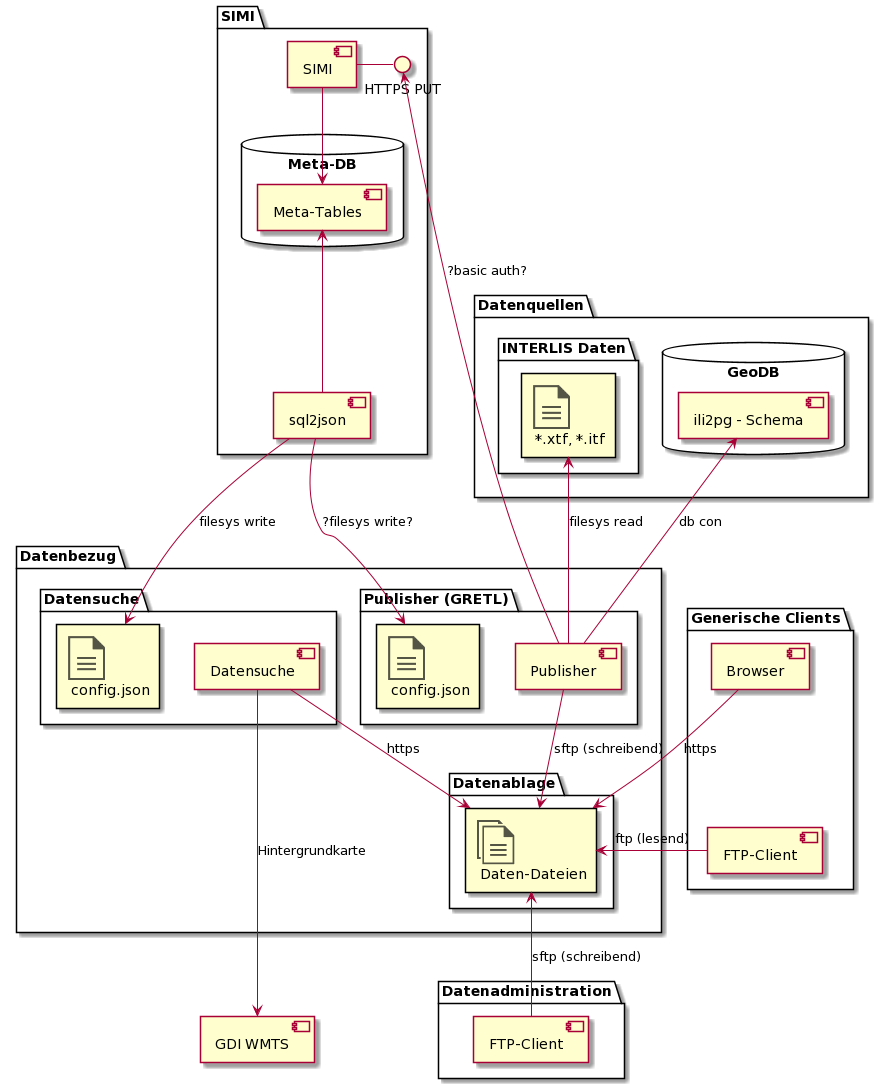 SIMI
SIMI
HTTPS PUT
Meta-DB
Meta-Tables
?basic auth?
Datenquellen
INTERLIS Daten
GeoDB
*.xtf, *.itf
ili2pg - Schema
sql2json
filesys write
?filesys write?
filesys read
db con
Datenbezug
Datensuche
Publisher (GRETL)
Generische Clients
config.json
Datensuche
config.json
Publisher
Browser
https
sftp (schreibend)
https
Datenablage
Hintergrundkarte
Daten-Dateien
ftp (lesend)
FTP-Client
sftp (schreibend)
Datenadministration
GDI WMTS
FTP-Client